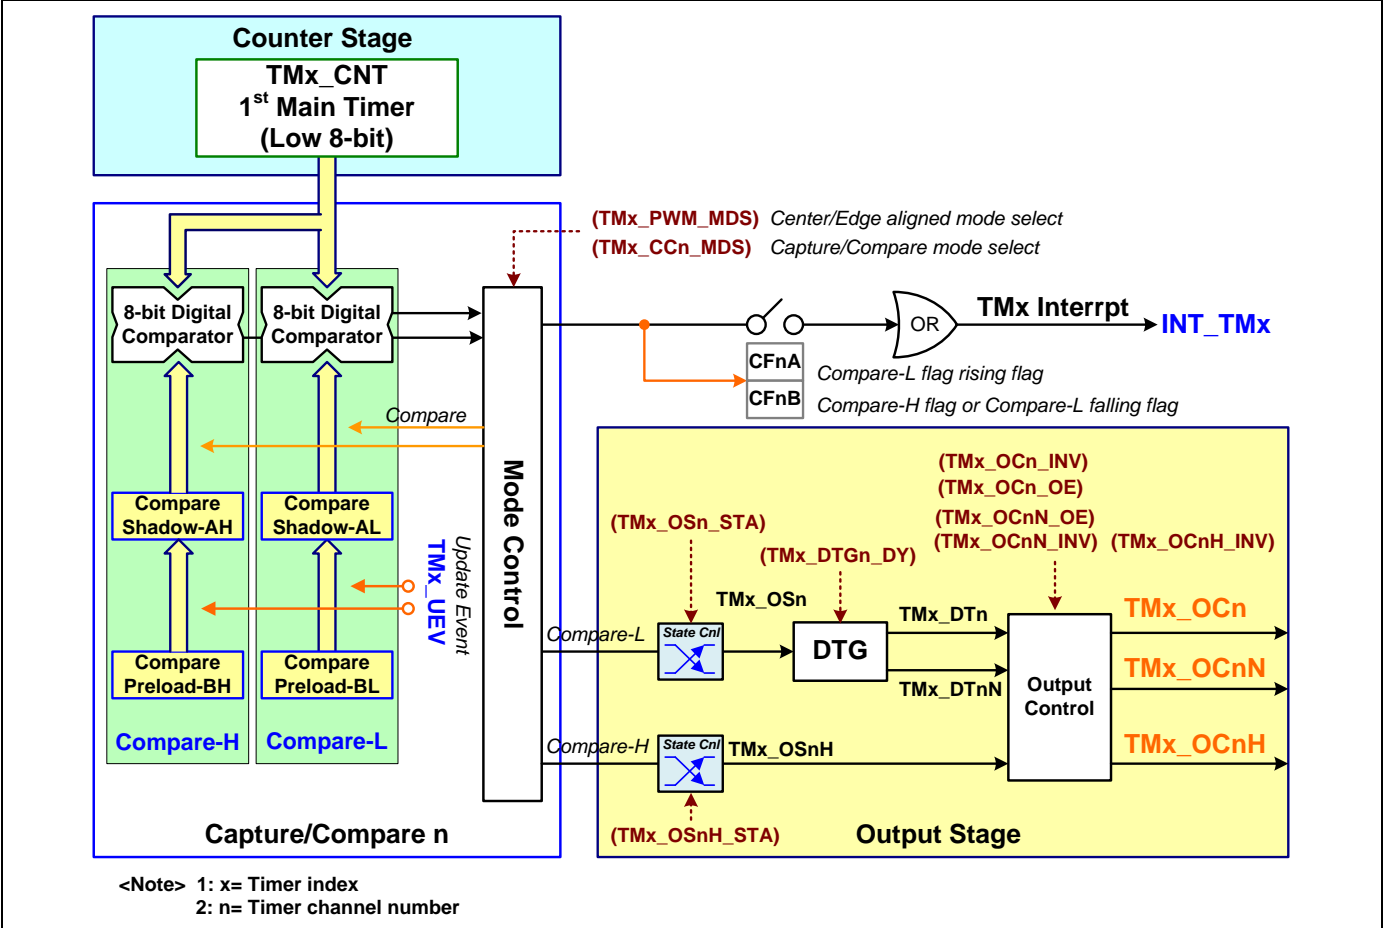 Counter Stage
TMx_CNT
1st Main Timer
(Low 8-bit)
(TMx_PWM_MDS) Center/Edge aligned mode select
(TMx_CCn_MDS) Capture/Compare mode select
8-bit Digital
Comparator
8-bit Digital
Comparator
OR
TMx Interrpt
INT_TMx
CFnA
Compare-L flag rising flag
CFnB
Compare-H flag or Compare-L falling flag
Compare
Mode Control
Compare
Shadow-AH
Compare
Shadow-AL
Update Event
TMx_UEV
Compare
Preload-BH
Compare
Preload-BL
Compare-H
Compare-L
Capture/Compare n
(TMx_OCn_INV)
(TMx_OCn_OE)
(TMx_OCnN_OE)
(TMx_OCnN_INV) (TMx_OCnH_INV)
(TMx_OSn_STA)
(TMx_DTGn_DY)
TMx_OSn
Compare-L
State Cnl
DTG
TMx_DTn
TMx_DTnN
Output
Control
TMx_OCn
TMx_OCnN
TMx_OCnH
Compare-H
State Cnl
TMx_OSnH
(TMx_OSnH_STA)
Output Stage
<Note> 1: x= Timer index
2: n= Timer channel number